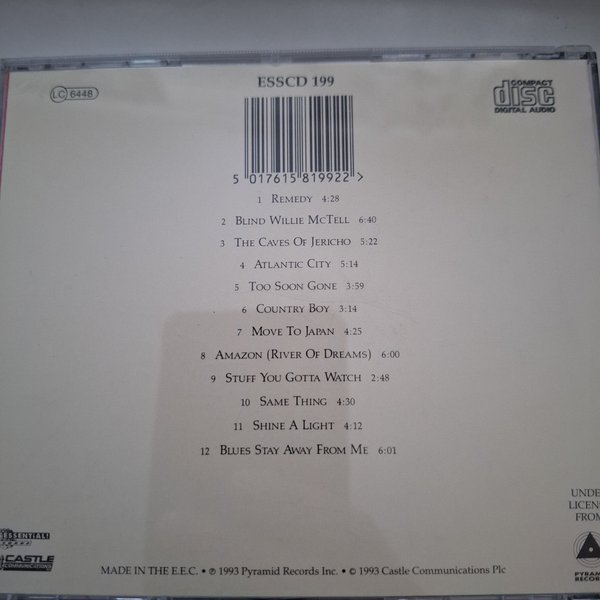 ESSCD 199
LC 6448
COMPACT
disc
DIGITAL AUDIO
5 017615 819922 >
1 REMEDY 4:28
2 BLIND WILLIE MCTELL 6:40
3 THE CAVES OF JERICHO 5:22
4 ATLANTIC CITY 5:14
5 TOO SOON GONE 3:59
6 COUNTRY BOY 3:14
7 MOVE TO JAPAN 4:25
8 AMAZON (RIVER OF DREAMS) 6:00
9 STUFF YOU GOTTA WATCH 2:48
10 SAME THING 4:30
11 SHINE A LIGHT 4:12
12 BLUES STAY AWAY FROM ME 6:01
UNDE
LICEN
FROM
ESSENTIAL!
CASTLE
COMMUNICATIONS
PYRAM
RECOR
MADE IN THE E.E.C. • ℗ 1993 Pyramid Records Inc. • © 1993 Castle Communications Plc